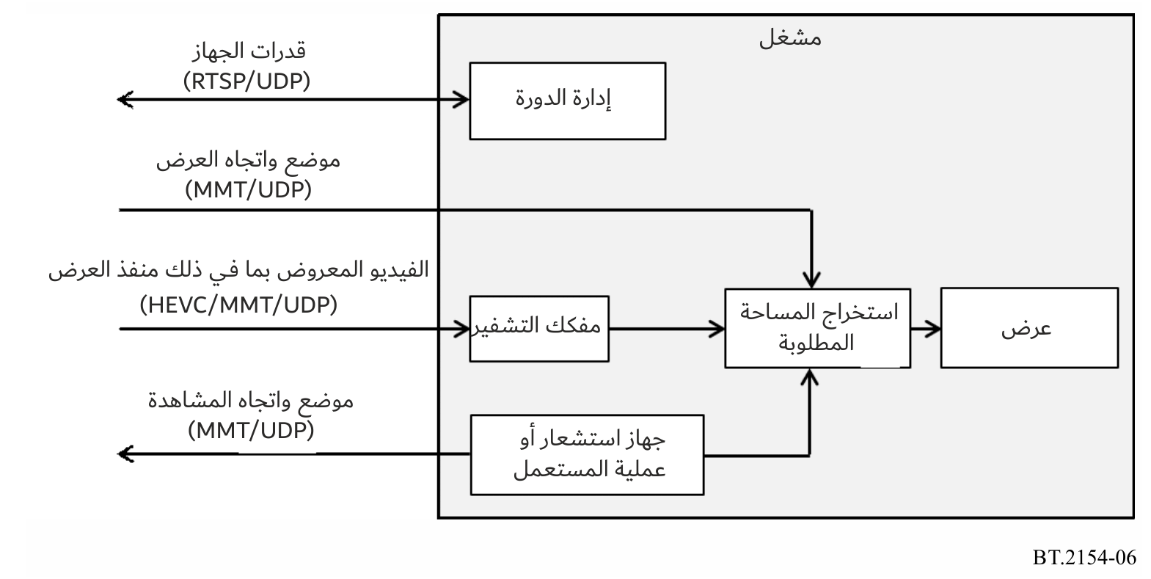 مشغل
قدرات الجهاز
(RTSP/UDP)
إدارة الدورة
موضع واتجاه العرض
(MMT/UDP)
الفيديو المعروض بما في ذلك منفذ العرض
(HEVC/MMT/UDP)
مفكك التشفير
استخراج المساحة
المطلوبة
عرض
موضع واتجاه المشاهدة
(MMT/UDP)
جهاز استشعار أو
عملية المستعمل
BT.2154-06